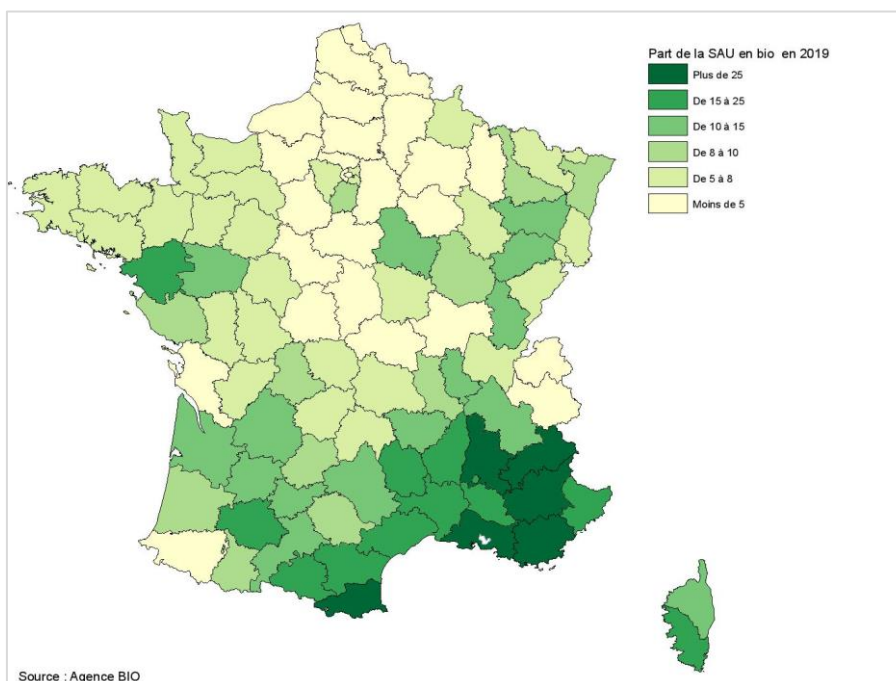 Part de la SAU en bio en 2019
Plus de 25
De 15 à 25
De 10 à 15
De 8 à 10
De 5 à 8
Moins de 5
Source : Agence BIO